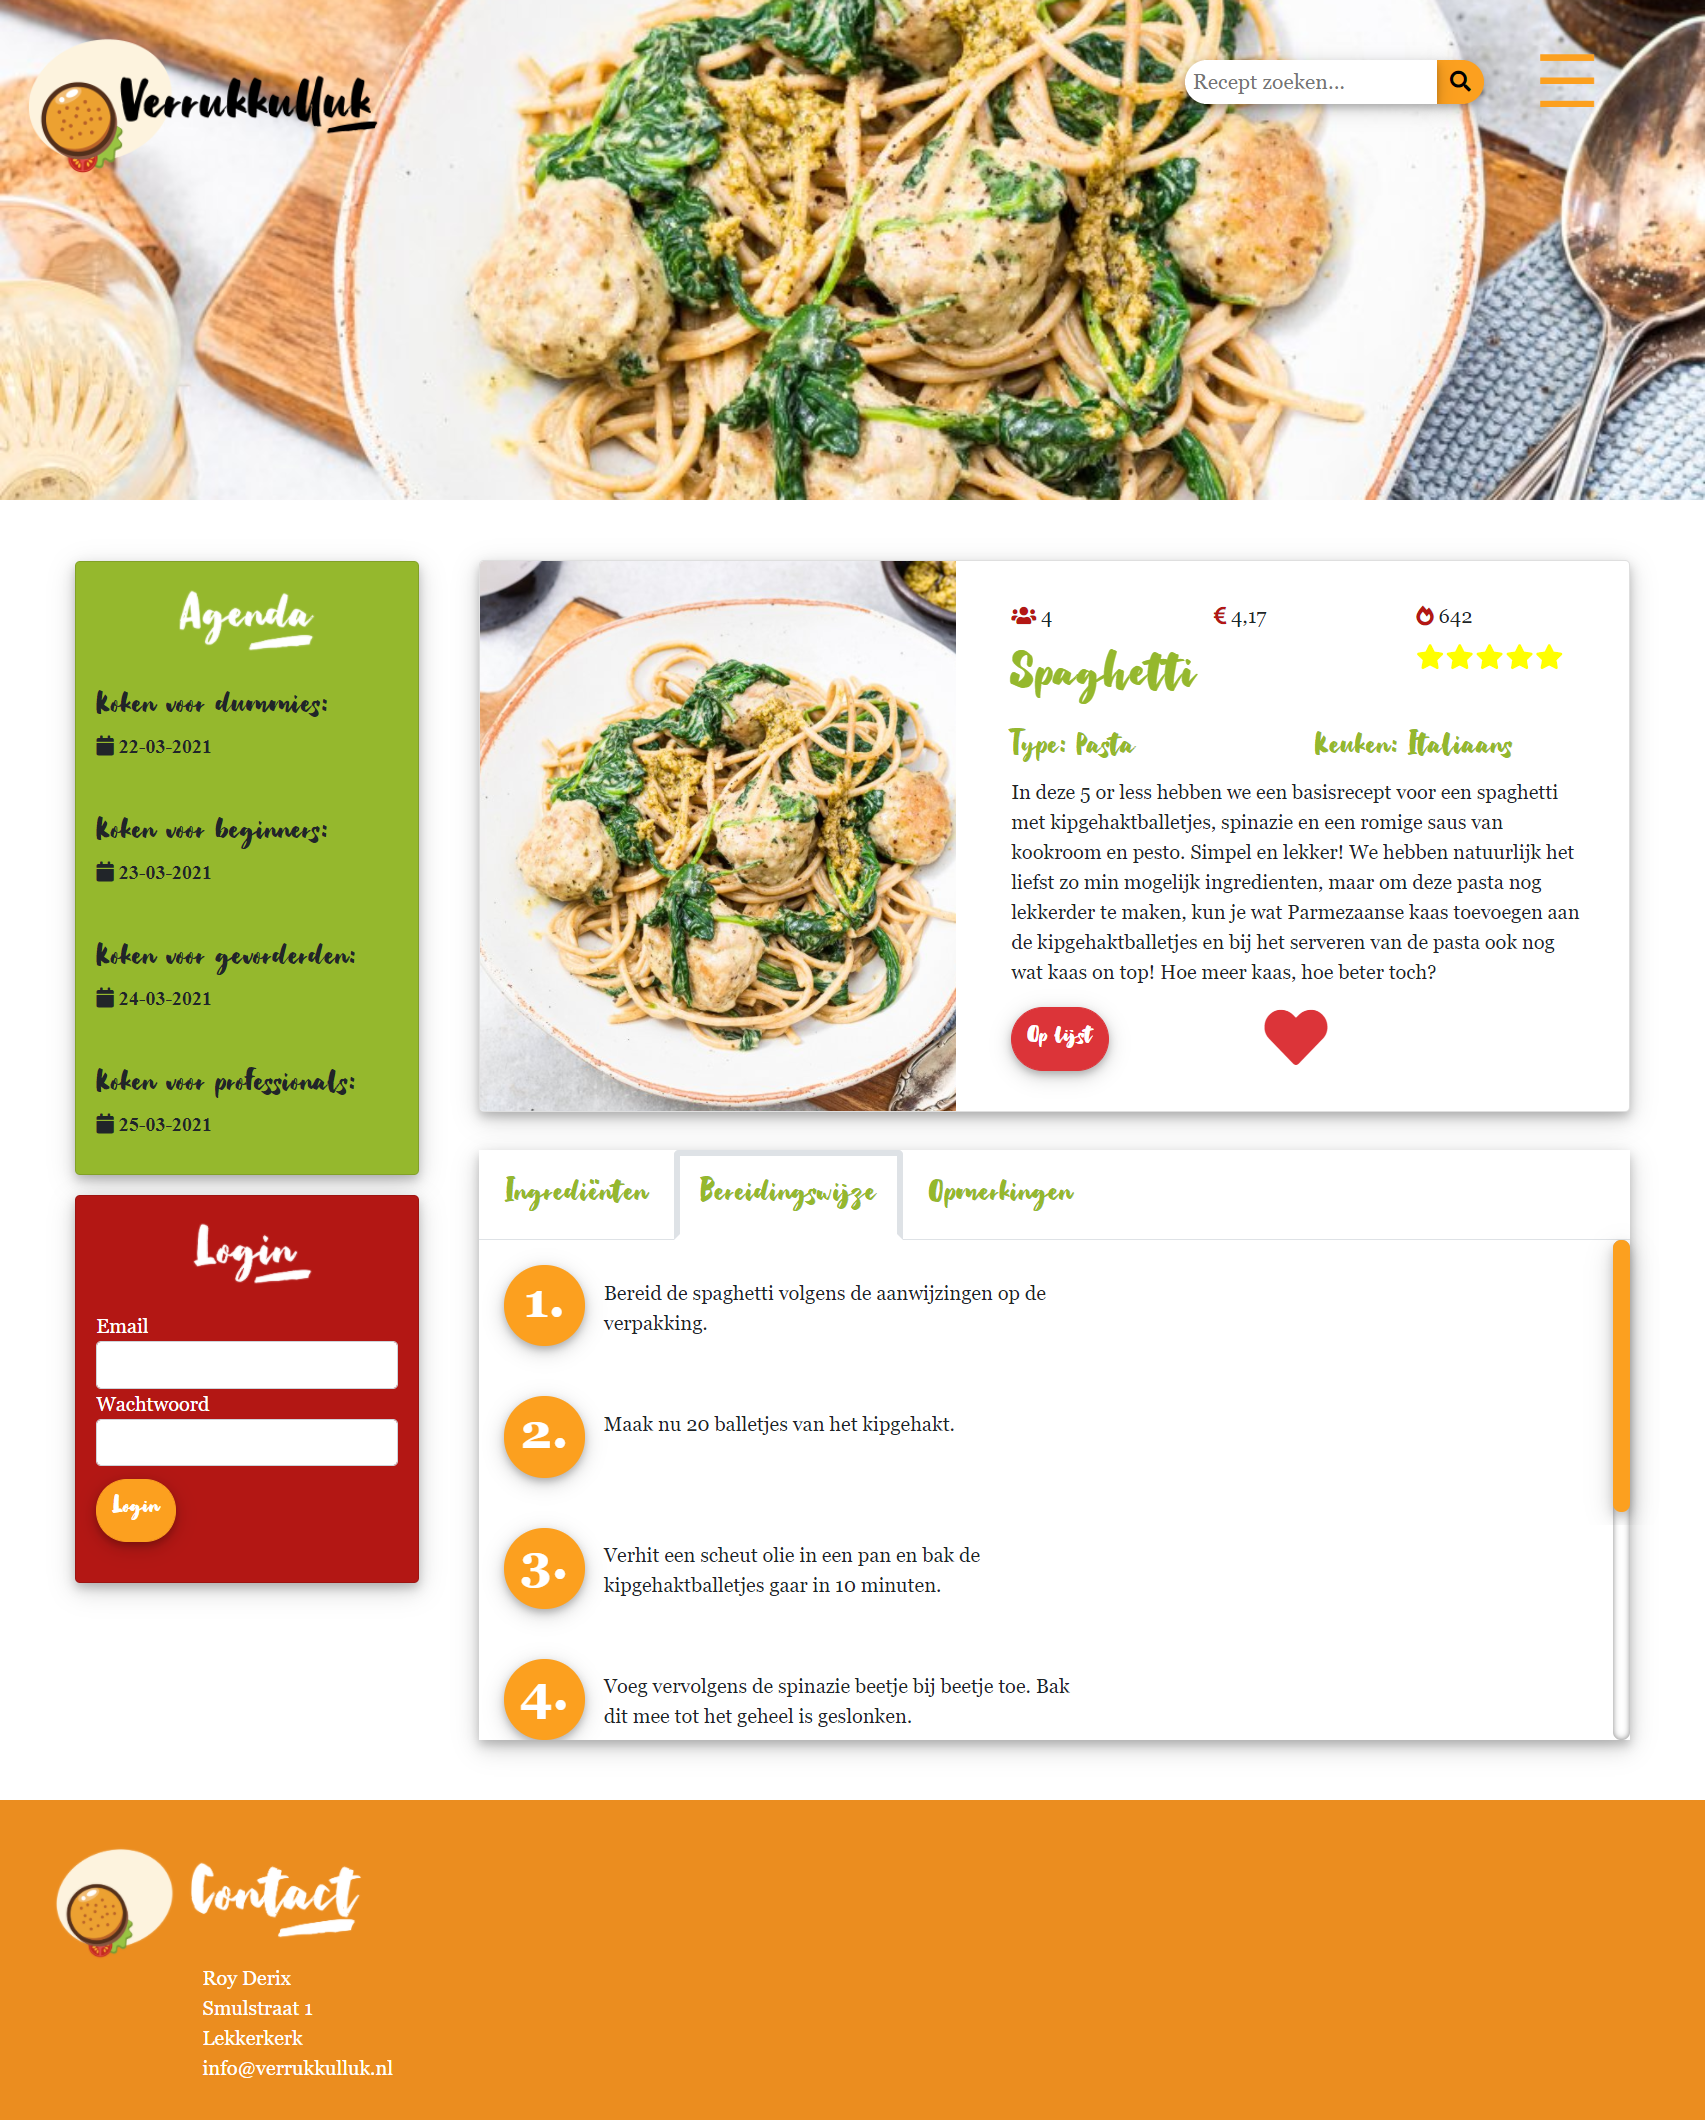 Verrukkulluk
Recept zoeken...
Agenda
Koken voor dummies:
22-03-2021
Koken voor beginners:
23-03-2021
Koken voor gevorderden:
24-03-2021
Koken voor professionals:
25-03-2021
Login
Email
Wachtwoord
Login
4
€ 4,17
642
Spaghetti
Type: Pasta
Keuken: Italiaans
In deze 5 or less hebben we een basisrecept voor een spaghetti
met kipgehaktballetjes, spinazie en een romige saus van
kookroom en pesto. Simpel en lekker! We hebben natuurlijk het
liefst zo min mogelijk ingredienten, maar om deze pasta nog
lekkerder te maken, kun je wat Parmezaanse kaas toevoegen aan
de kipgehaktballetjes en bij het serveren van de pasta ook nog
wat kaas on top! Hoe meer kaas, hoe beter toch?
Op lijst
Ingrediënten
Bereidingswijze
Opmerkingen
1.
Bereid de spaghetti volgens de aanwijzingen op de
verpakking.
2.
Maak nu 20 balletjes van het kipgehakt.
3.
Verhit een scheut olie in een pan en bak de
kipgehaktballetjes gaar in 10 minuten.
4.
Voeg vervolgens de spinazie beetje bij beetje toe. Bak
dit mee tot het geheel is geslonken.
Contact
Roy Derix
Smulstraat 1
Lekkerkerk
info@verrukkulluk.nl